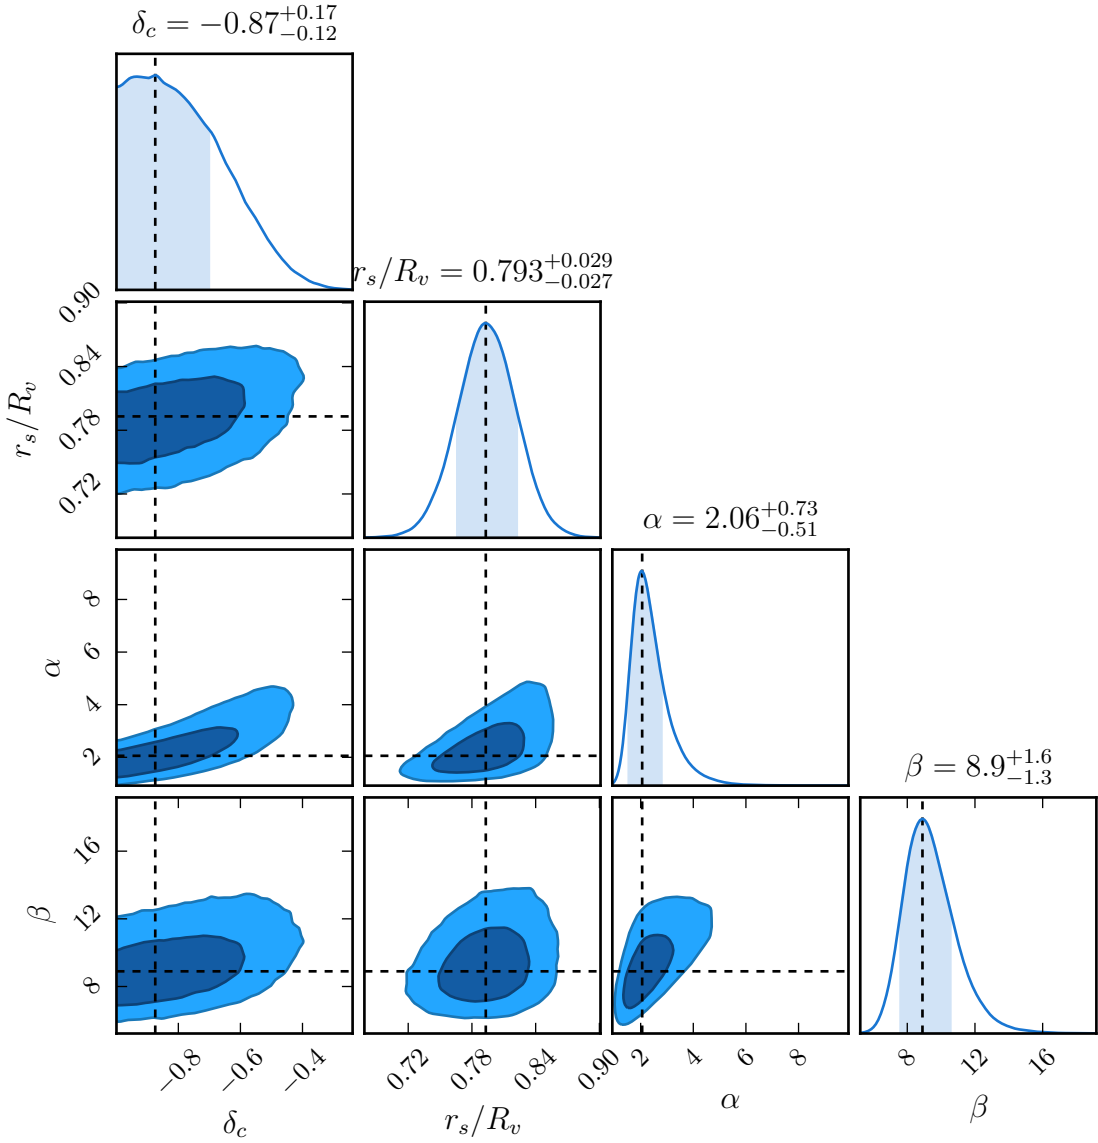 δ_c = −0.87^{+0.17}_{−0.12}
r_s/R_v = 0.793^{+0.029}_{−0.027}
0.90
0.84
0.78
0.72
r_s/R_v
α = 2.06^{+0.73}_{−0.51}
8
6
4
2
α
β = 8.9^{+1.6}_{−1.3}
16
12
8
β
−0.8 −0.6 −0.4
0.72 0.78 0.84 0.90
2 4 6 8
8 12 16
δ_c
r_s/R_v
α
β